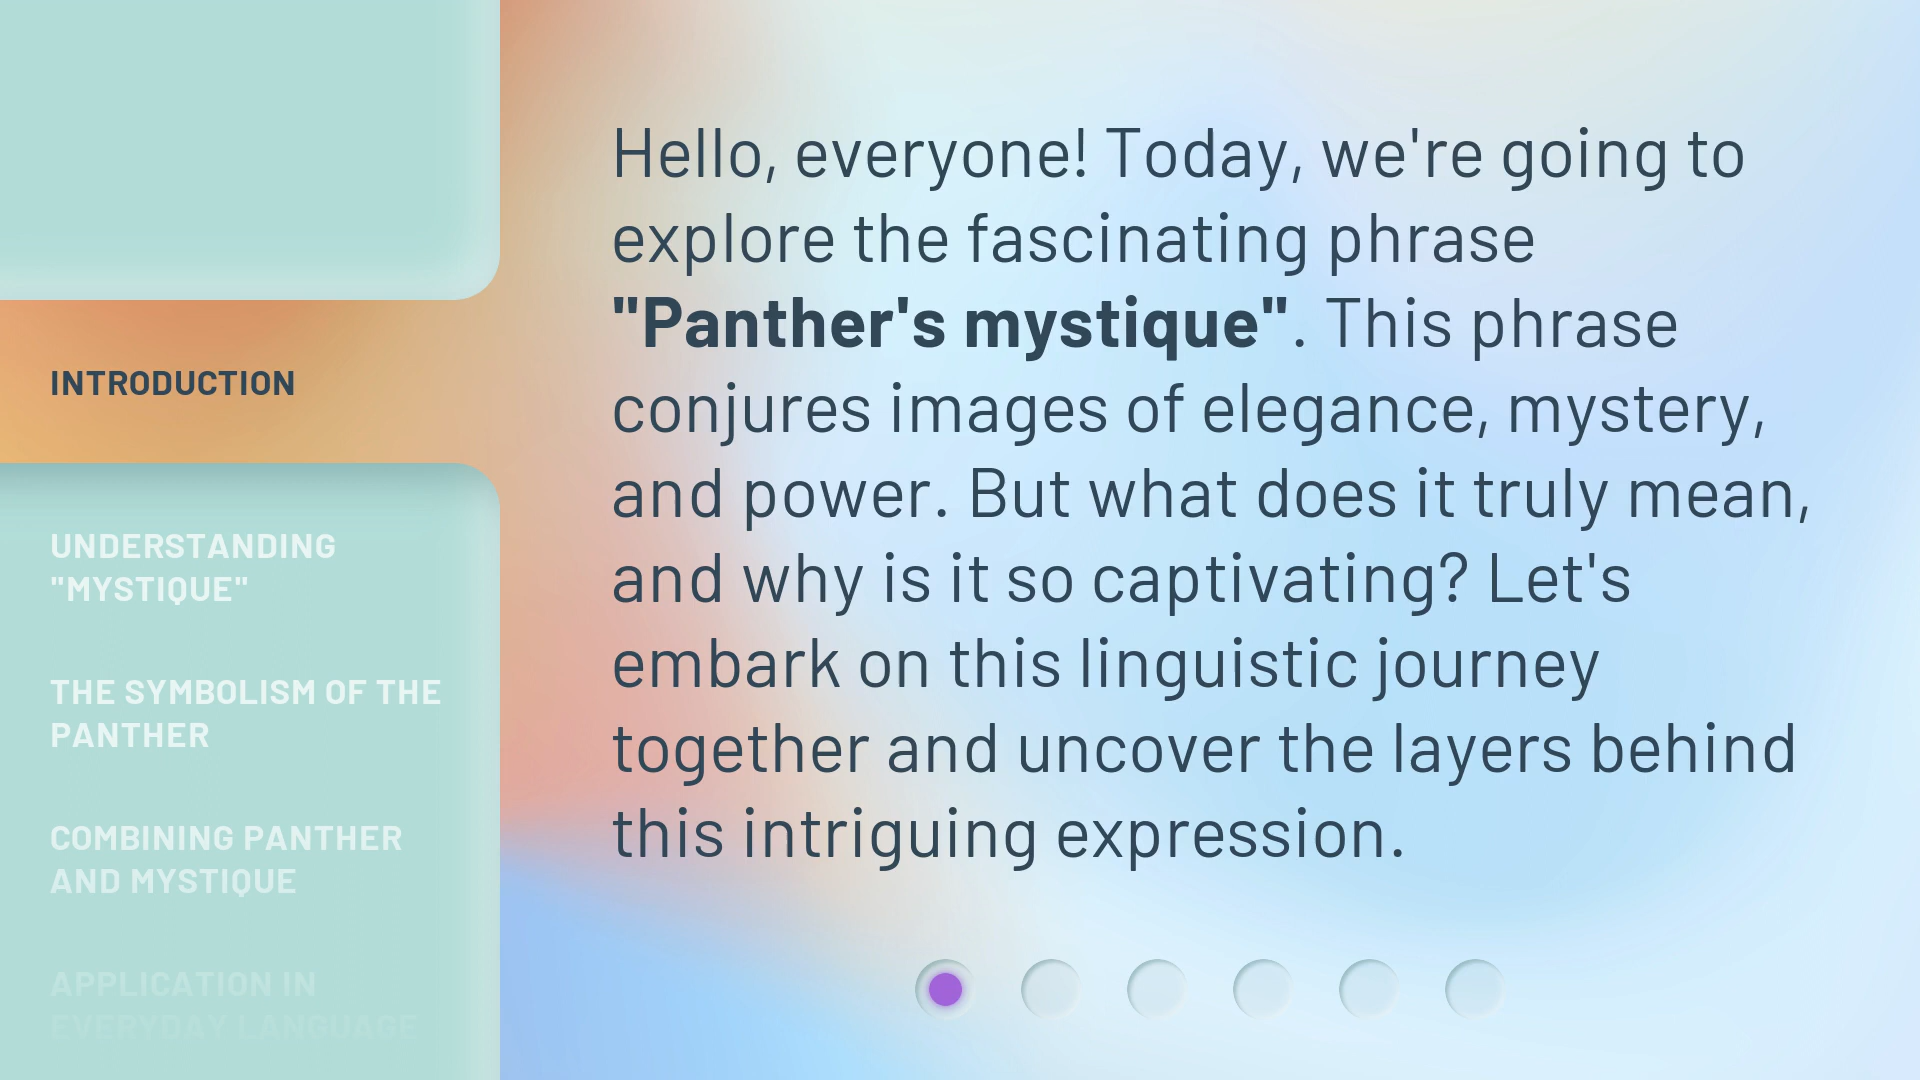 INTRODUCTION
UNDERSTANDING
"MYSTIQUE"
THE SYMBOLISM OF THE
PANTHER
COMBINING PANTHER
AND MYSTIQUE
APPLICATION IN
EVERYDAY LANGUAGE
Hello, everyone! Today, we're going to
explore the fascinating phrase
"Panther's mystique". This phrase
conjures images of elegance, mystery,
and power. But what does it truly mean,
and why is it so captivating? Let's
embark on this linguistic journey
together and uncover the layers behind
this intriguing expression.